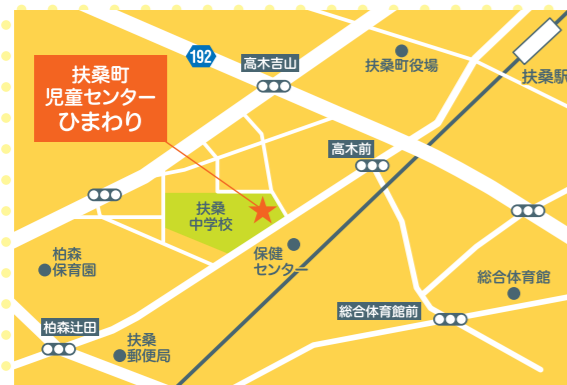 192
高木吉山
扶桑町役場
扶桑駅
扶桑町
児童センター
ひまわり
高木前
扶桑
中学校
保健
センター
柏森
保育園
総合体育館
総合体育館前
柏森辻田
扶桑
郵便局